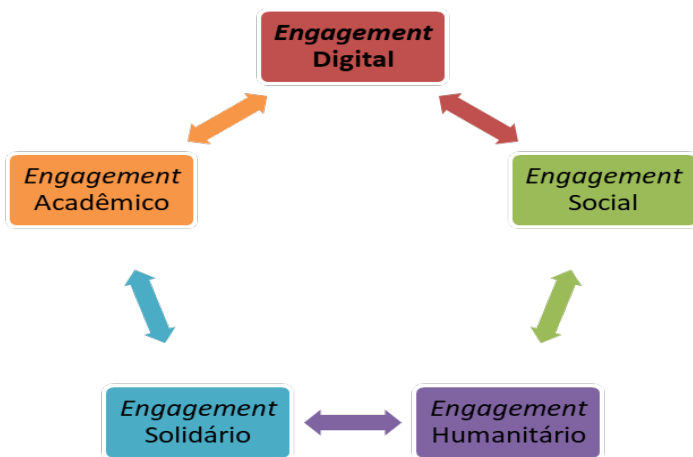 Engagement
Digital
Engagement
Acadêmico
Engagement
Social
Engagement
Solidário
Engagement
Humanitário